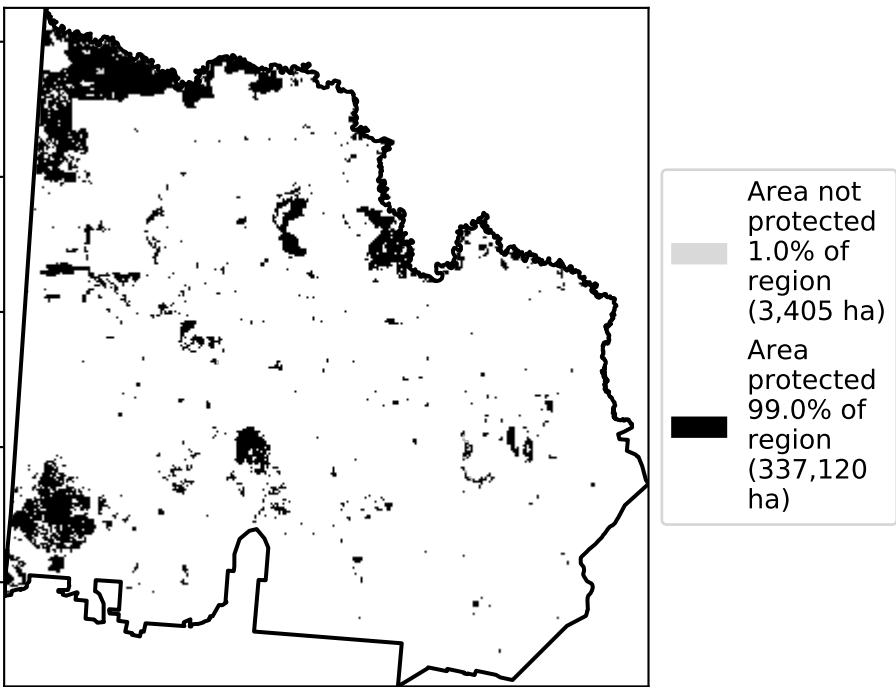 Area not
protected
1.0% of
region
(3,405 ha)
Area
protected
99.0% of
region
(337,120
ha)